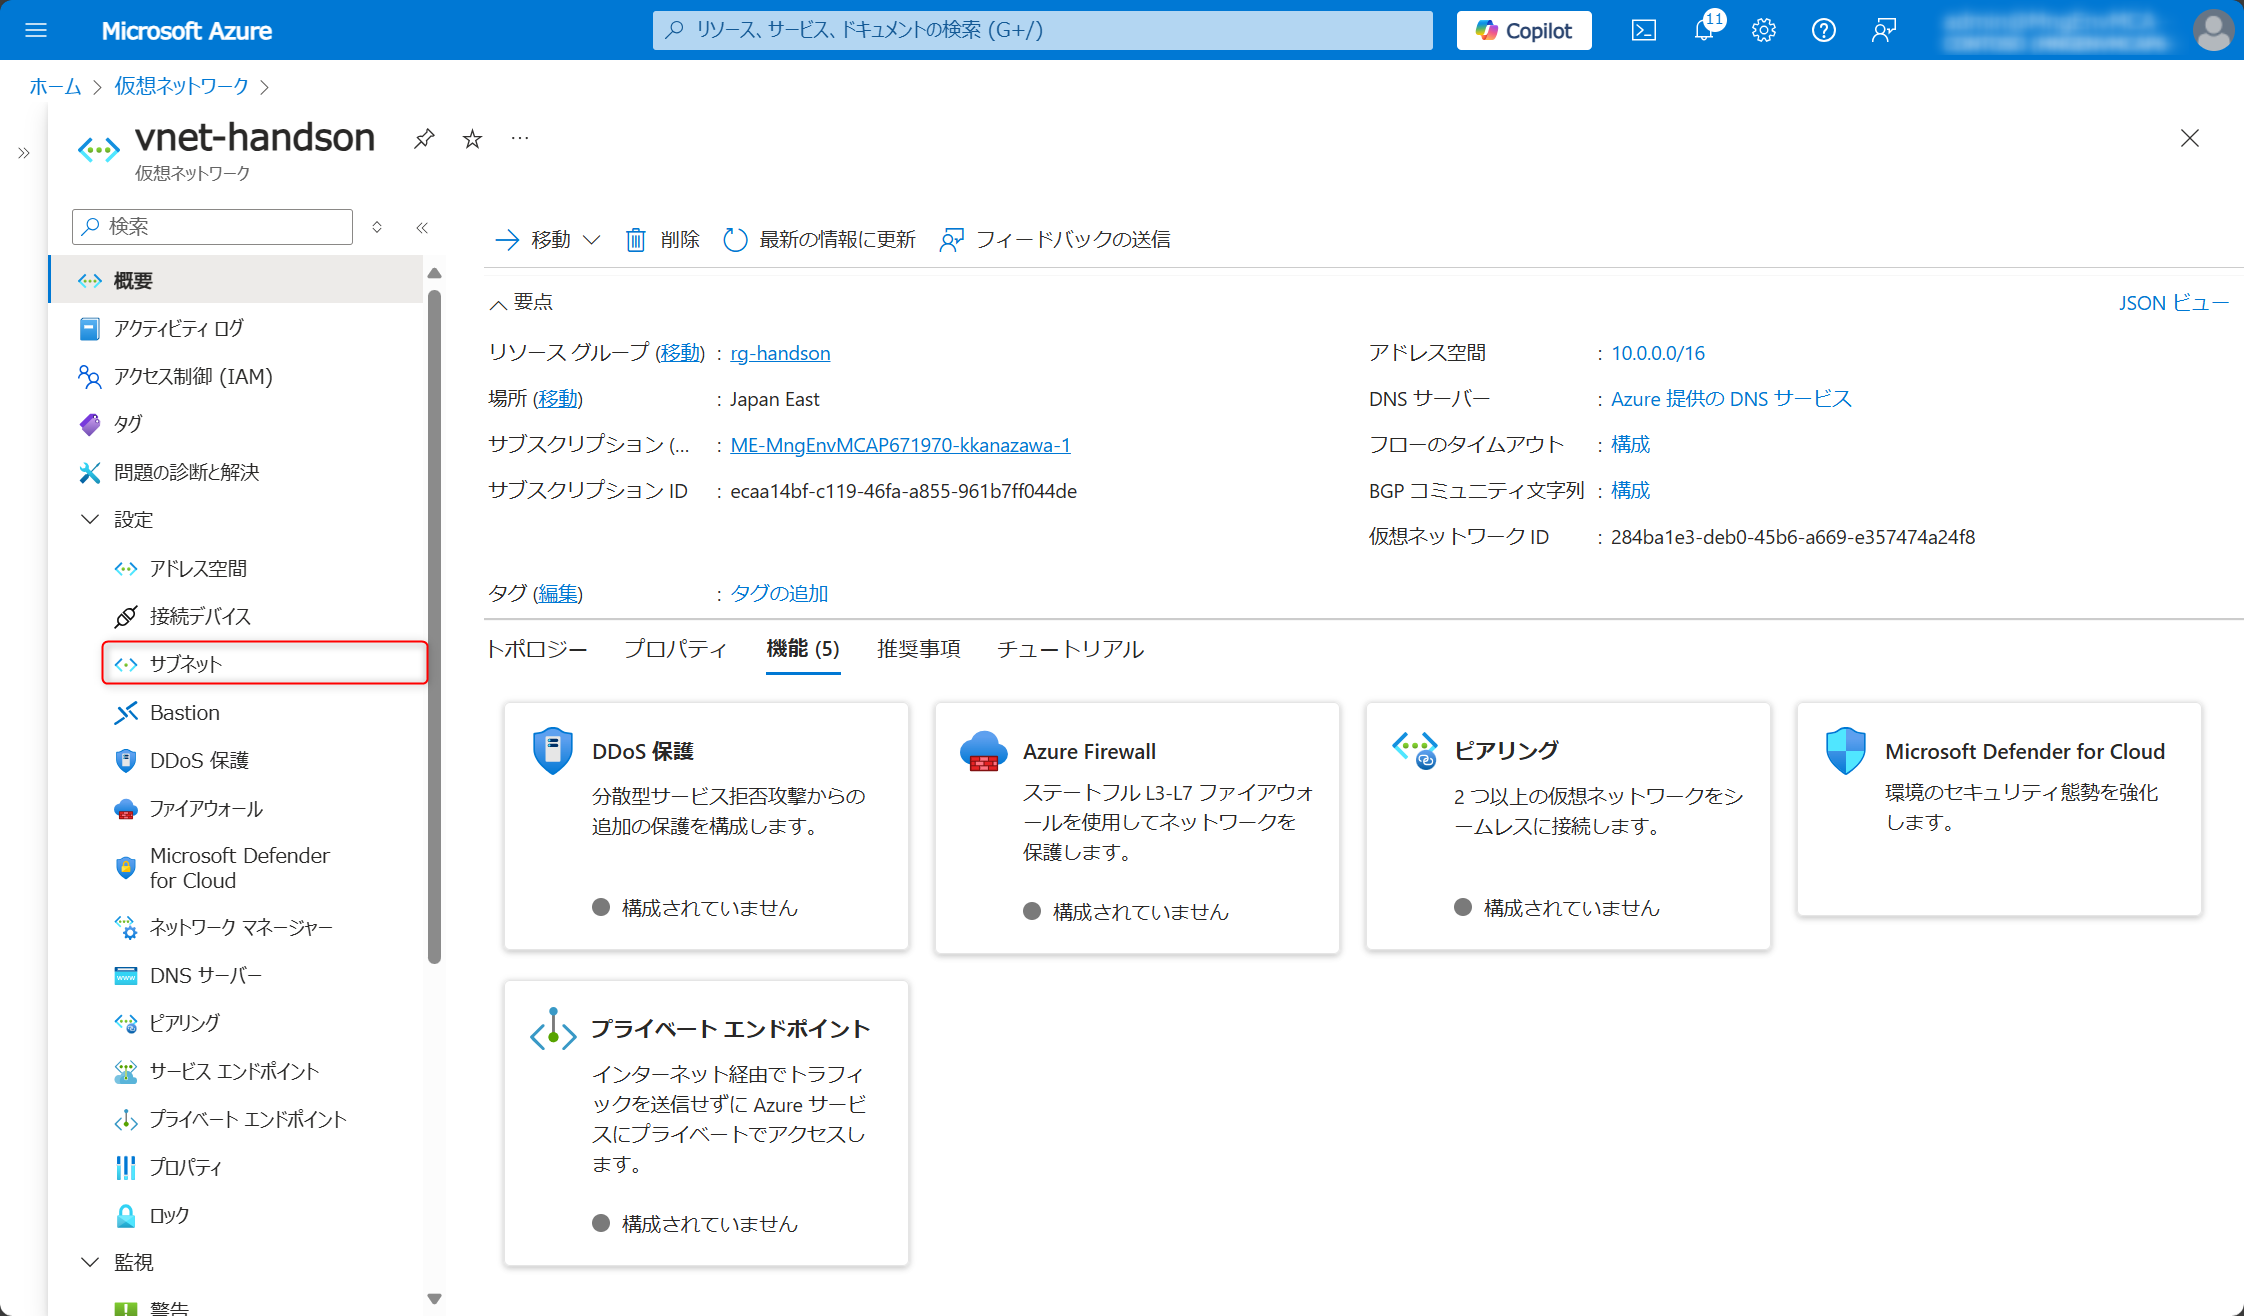 Microsoft Azure
リソース、サービス、ドキュメントの検索 (G+/)
Copilot
11
ホーム > 仮想ネットワーク >
vnet-handson
仮想ネットワーク
検索
概要
アクティビティ ログ
アクセス制御 (IAM)
タグ
問題の診断と解決
設定
アドレス空間
接続デバイス
サブネット
Bastion
DDoS 保護
ファイアウォール
Microsoft Defender
for Cloud
ネットワーク マネージャー
DNS サーバー
ピアリング
サービス エンドポイント
プライベート エンドポイント
プロパティ
ロック
監視
警告
移動
削除
最新の情報に更新
フィードバックの送信
要点
JSON ビュー
リソース グループ (移動) : rg-handson
場所 (移動) : Japan East
サブスクリプション (... : ME-MngEnvMCAP671970-kkanazawa-1
サブスクリプション ID : ecaa14bf-c119-46fa-a855-961b7ff044de
アドレス空間 : 10.0.0.0/16
DNS サーバー : Azure 提供の DNS サービス
フローのタイムアウト : 構成
BGP コミュニティ文字列 : 構成
仮想ネットワーク ID : 284ba1e3-deb0-45b6-a669-e357474a24f8
タグ (編集) : タグの追加
トポロジー プロパティ 機能 (5) 推奨事項 チュートリアル
DDoS 保護
分散型サービス拒否攻撃からの
追加の保護を構成します。
構成されていません
Azure Firewall
ステートフル L3-L7 ファイアウォ
ールを使用してネットワークを
保護します。
構成されていません
ピアリング
2 つ以上の仮想ネットワークをシ
ームレスに接続します。
構成されていません
Microsoft Defender for Cloud
環境のセキュリティ態勢を強化
します。
プライベート エンドポイント
インターネット経由でトラフィ
ックを送信せずに Azure サービ
スにプライベートでアクセスし
ます。
構成されていません